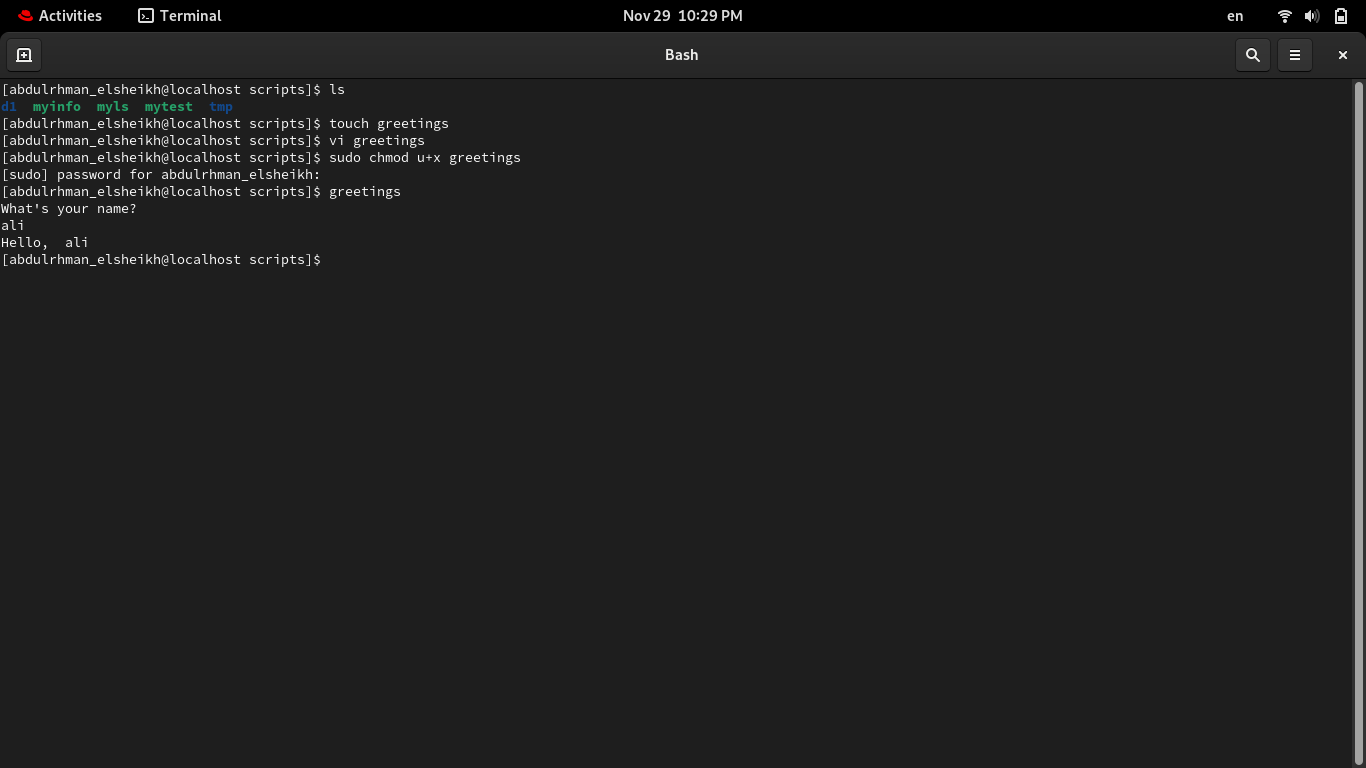 Activities Terminal Nov 29 10:29 PM en
Bash
[abdulrhman_elsheikh@localhost scripts]$ ls
d1  myinfo  myls  mytest  tmp
[abdulrhman_elsheikh@localhost scripts]$ touch greetings
[abdulrhman_elsheikh@localhost scripts]$ vi greetings
[abdulrhman_elsheikh@localhost scripts]$ sudo chmod u+x greetings
[sudo] password for abdulrhman_elsheikh:
[abdulrhman_elsheikh@localhost scripts]$ greetings
What's your name?
ali
Hello,  ali
[abdulrhman_elsheikh@localhost scripts]$